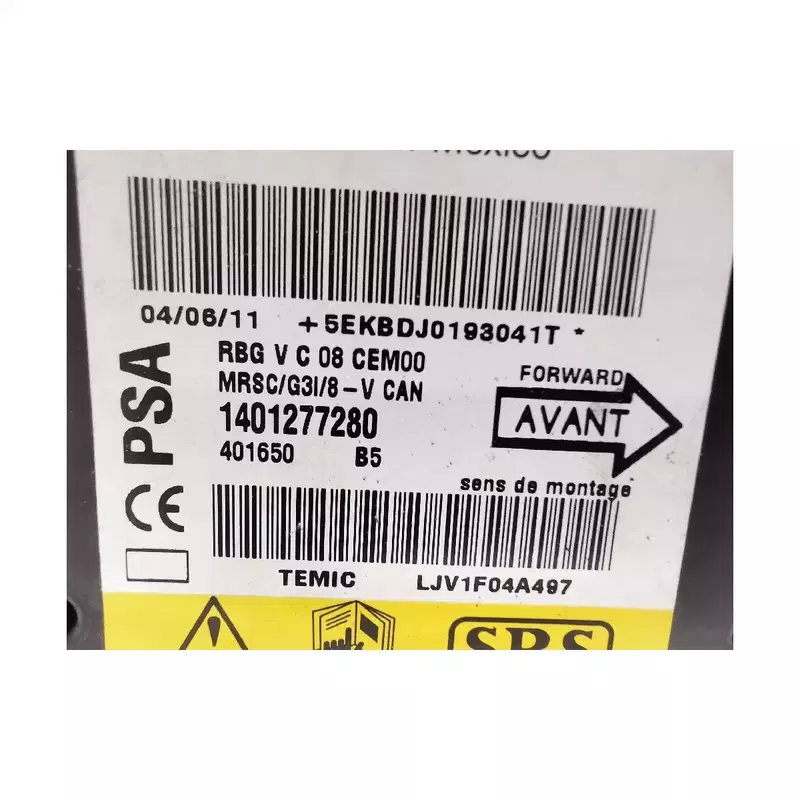 04/06/11 +5EKBDJ0193041T*
PSA
RBG V C 08 CEM00
MRSC/G3I/8-V CAN
1401277280
401650 B5
FORWARD
AVANT
sens de montage
CE
TEMIC LJV1F04A497
SRS